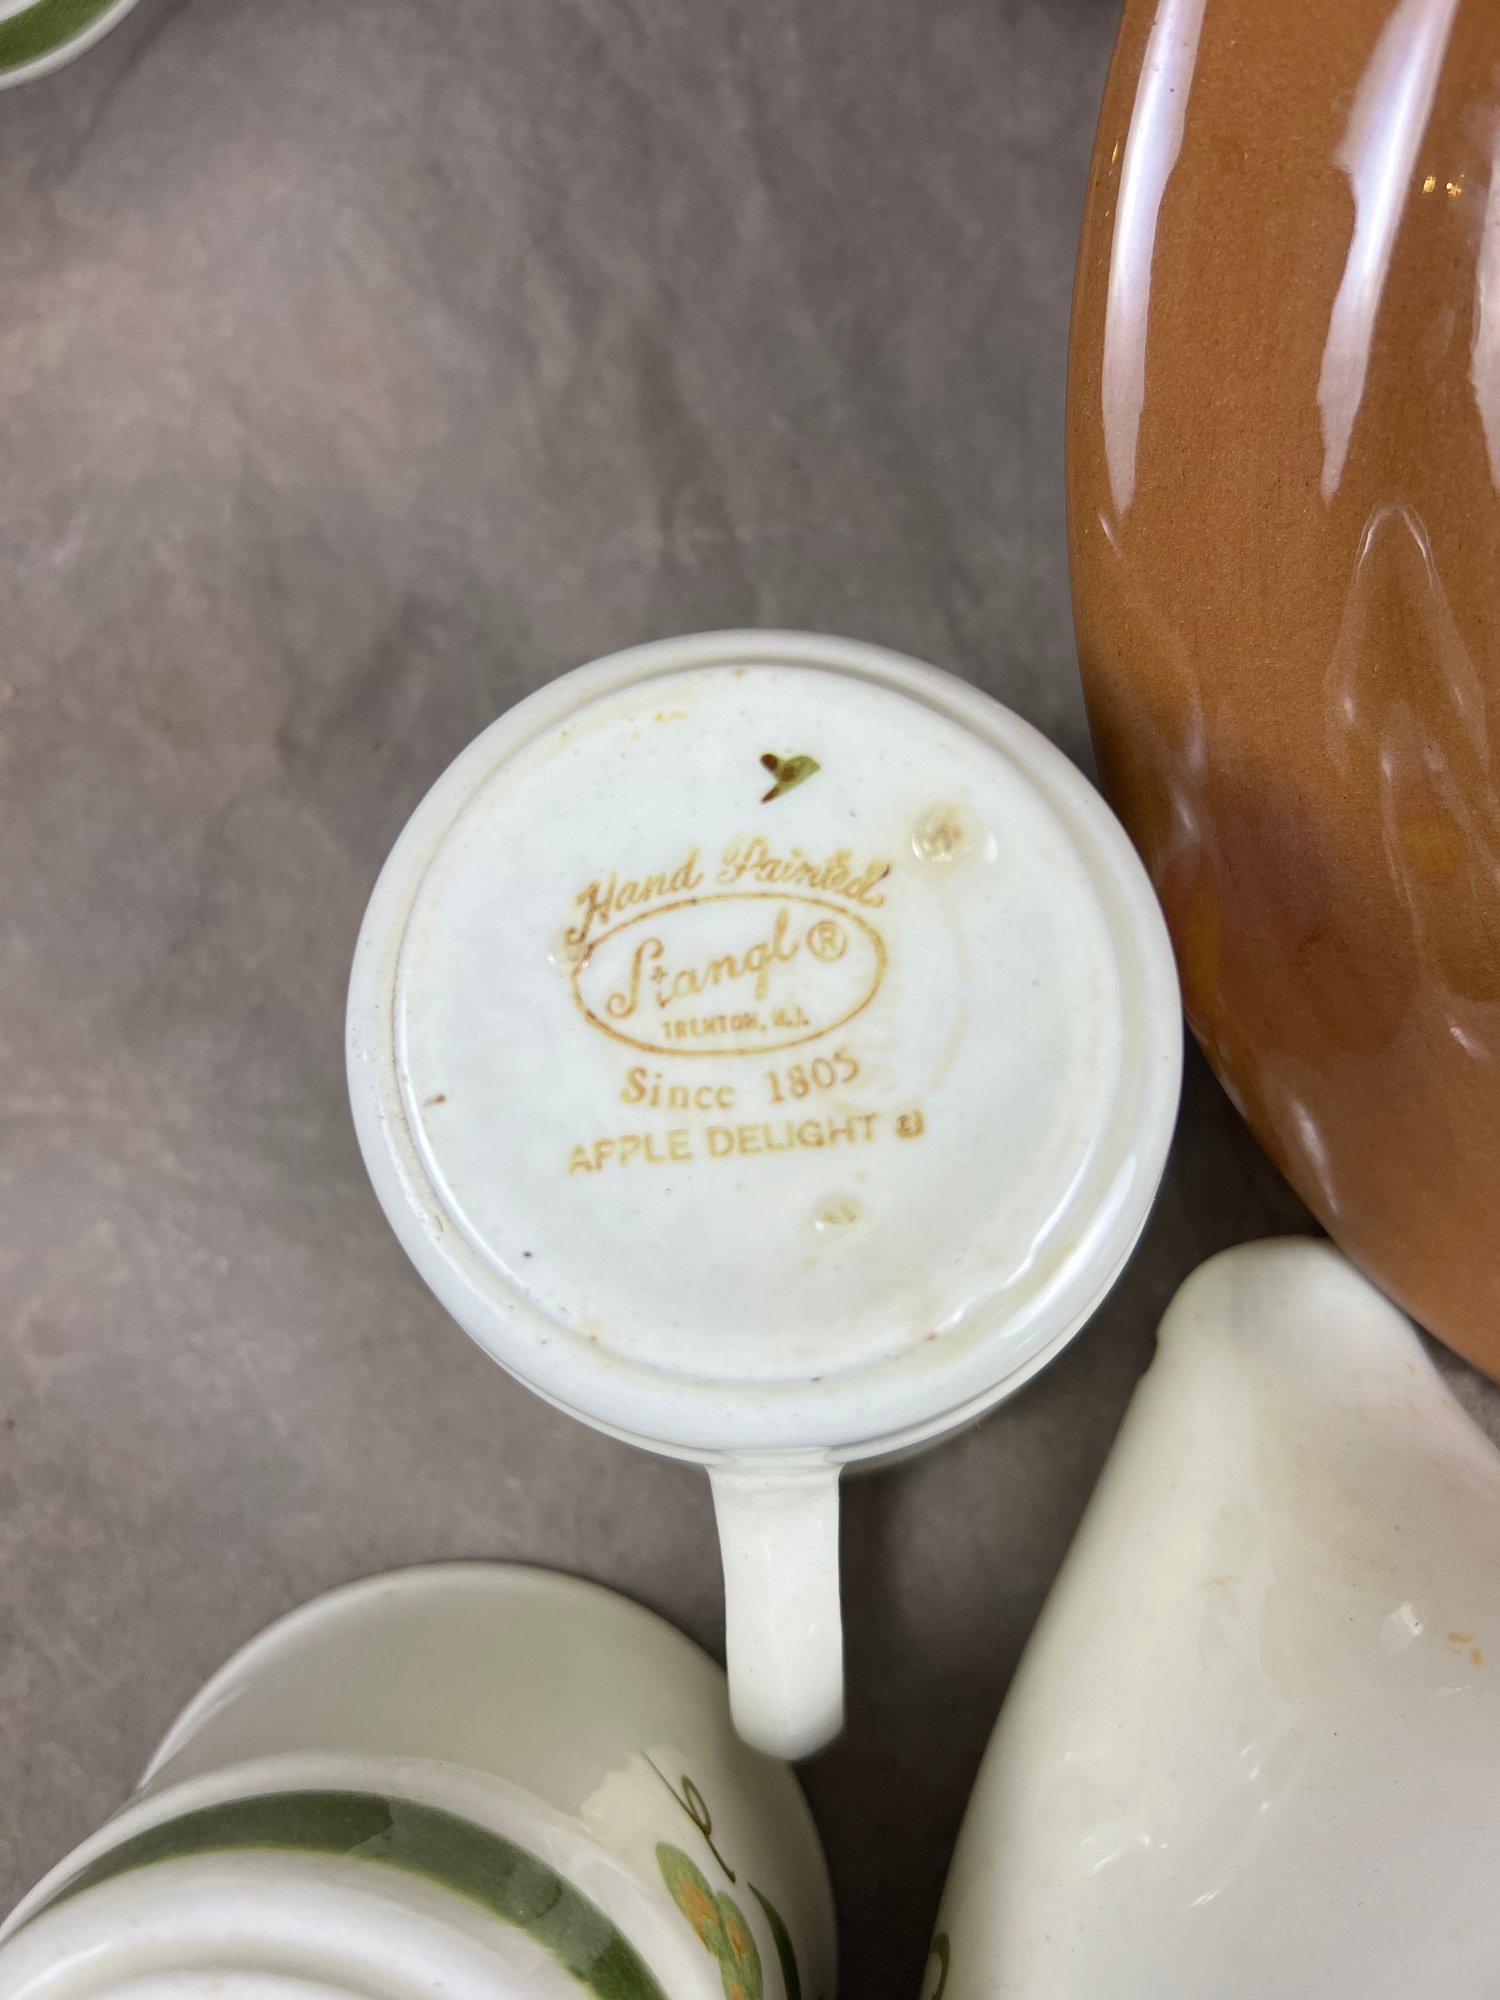 Hand Painted
Stangl ®
TRENTON, N.J.
Since 1805
APPLE DELIGHT ©